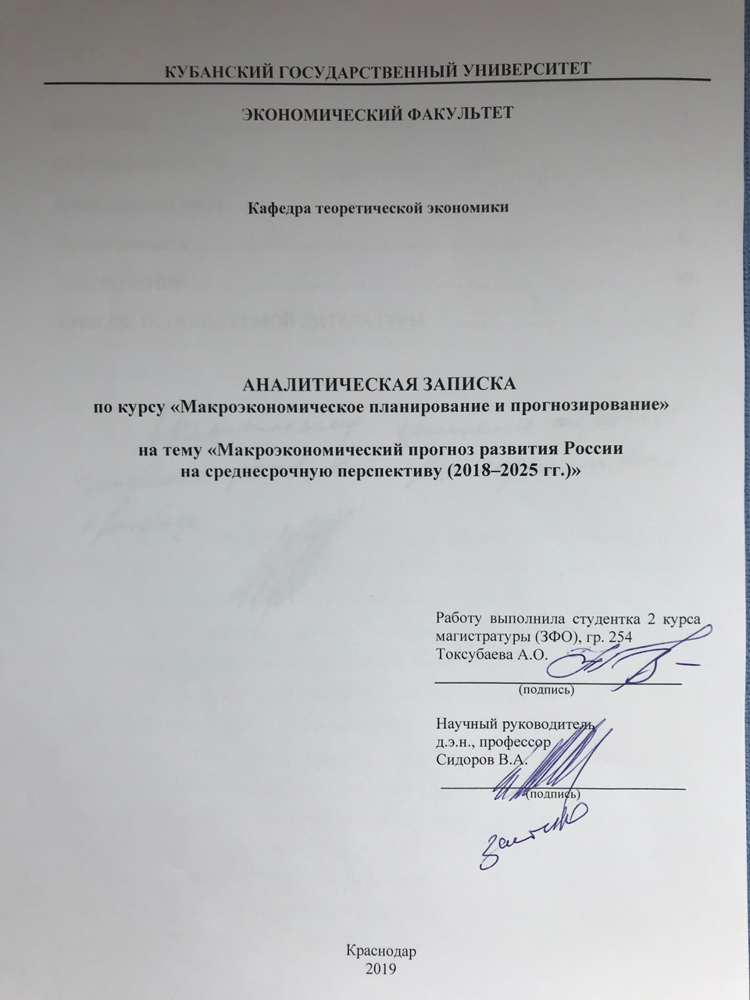 КУБАНСКИЙ ГОСУДАРСТВЕННЫЙ УНИВЕРСИТЕТ
ЭКОНОМИЧЕСКИЙ ФАКУЛЬТЕТ
Кафедра теоретической экономики
АНАЛИТИЧЕСКАЯ ЗАПИСКА
по курсу «Макроэкономическое планирование и прогнозирование»
на тему «Макроэкономический прогноз развития России
на среднесрочную перспективу (2018–2025 гг.)»
Работу выполнила студентка 2 курса
магистратуры (ЗФО), гр. 254
Токсубаева А.О.
(подпись)
Научный руководитель
д.э.н., профессор
Сидоров В.А.
(подпись)
зачтено
Краснодар
2019